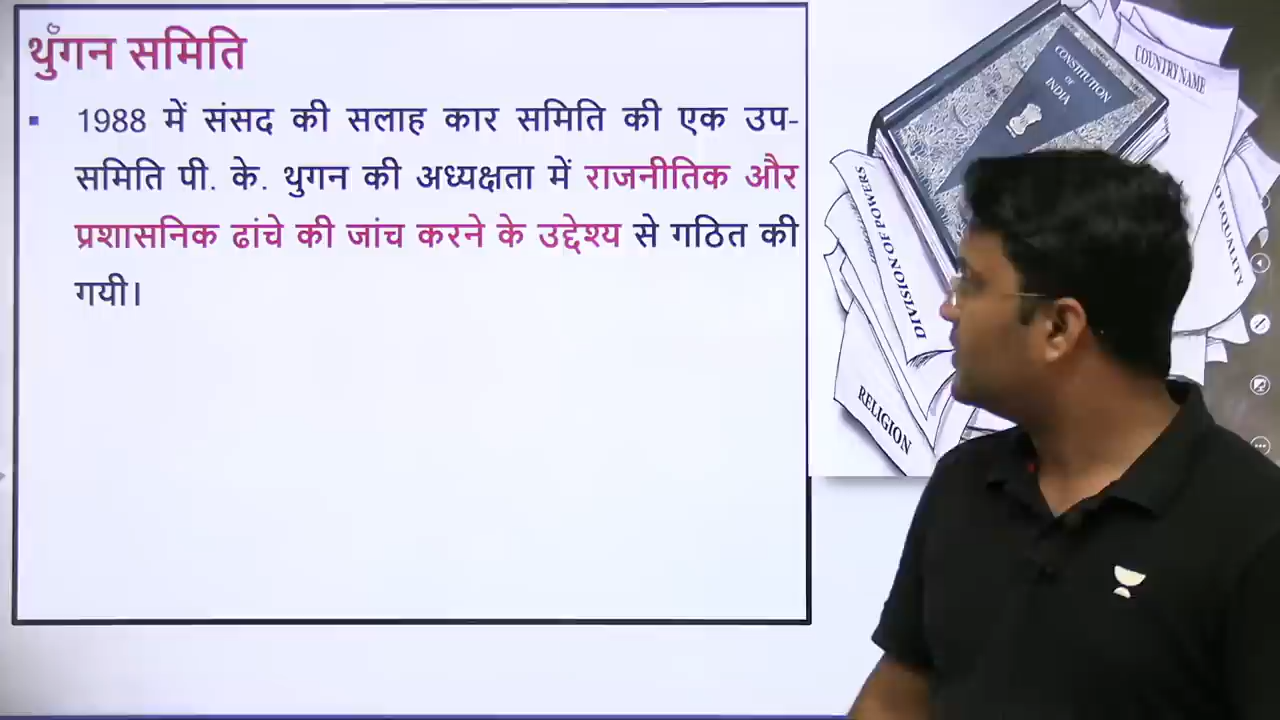 थुँगन समिति
▪ 1988 में संसद की सलाह कार समिति की एक उप-
समिति पी. के. थुगन की अध्यक्षता में राजनीतिक और
प्रशासनिक ढांचे की जांच करने के उद्देश्य से गठित की
गयी।
CONSTITUTION
OF
INDIA
COUNTRY NAME
DIVISION OF POWERS
EQUALITY
RELIGION